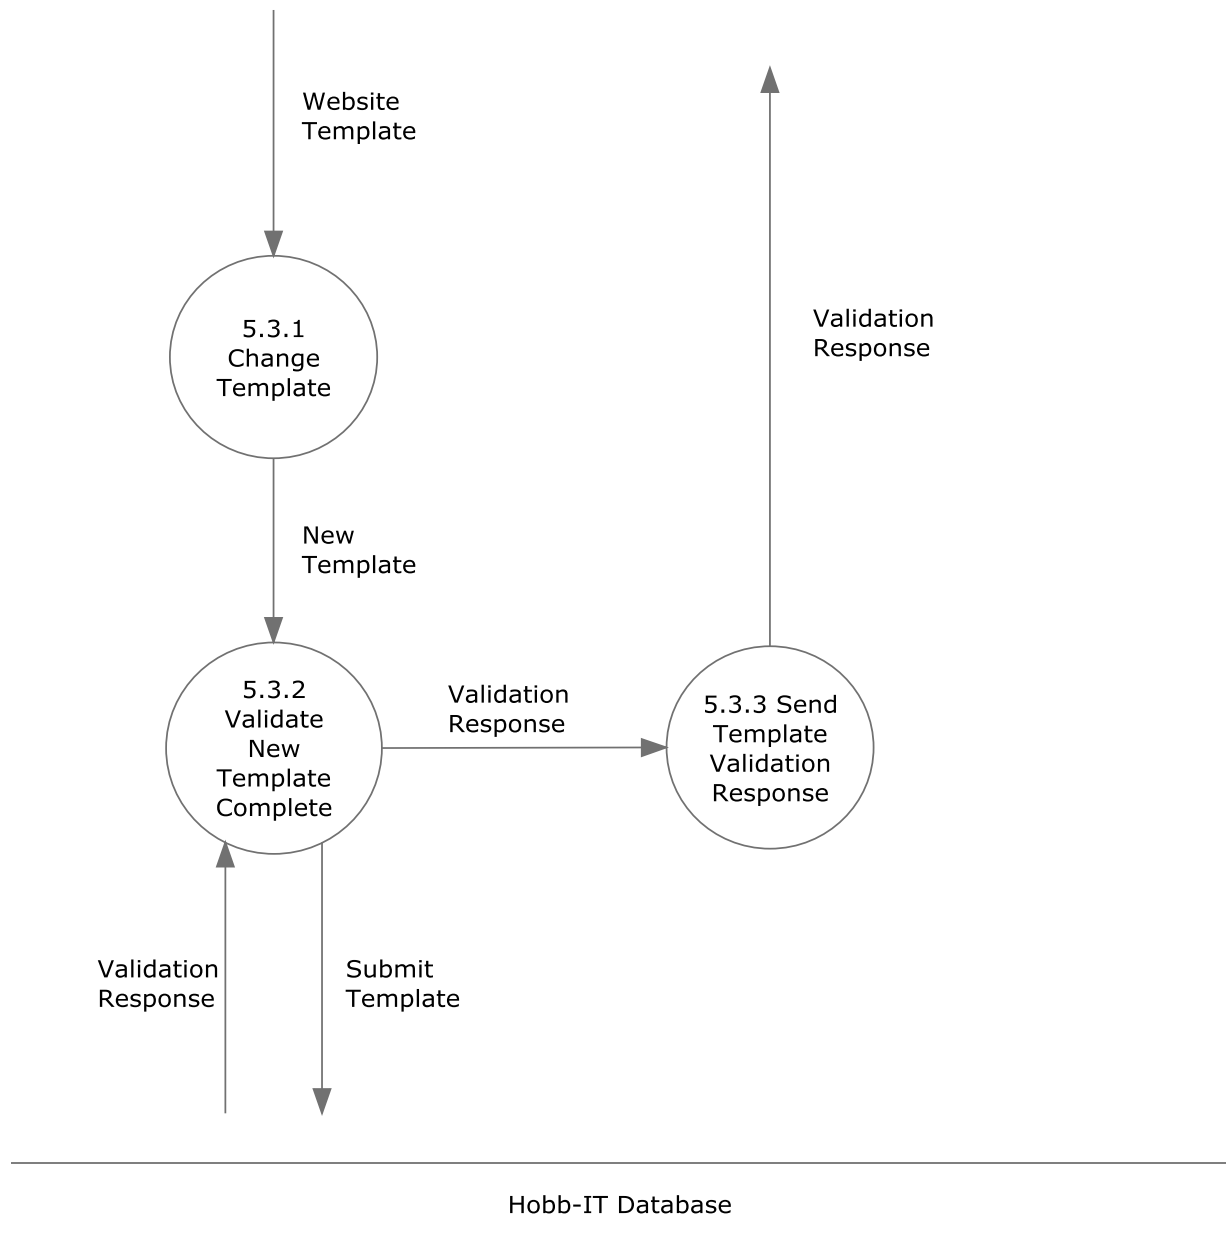 Website
Template
5.3.1
Change
Template
Validation
Response
New
Template
5.3.2
Validate
New
Template
Complete
Validation
Response
5.3.3 Send
Template
Validation
Response
Validation
Response
Submit
Template
Hobb-IT Database